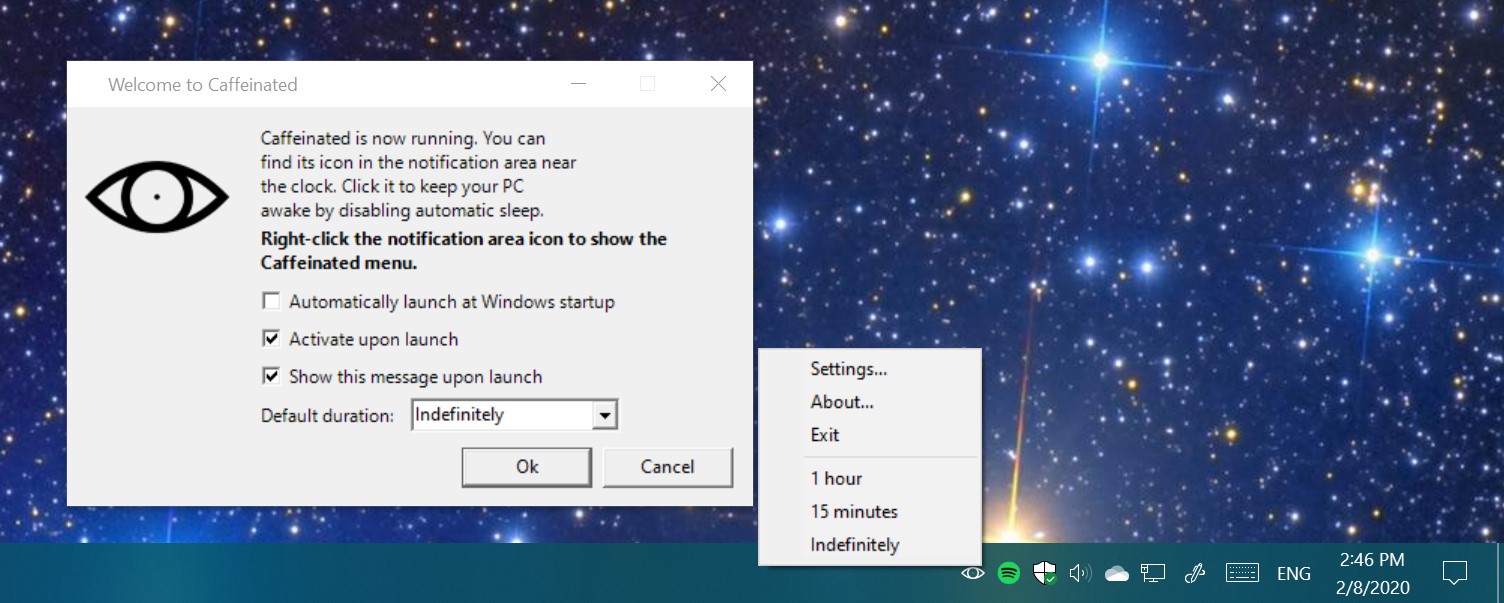 Welcome to Caffeinated
Caffeinated is now running. You can
find its icon in the notification area near
the clock. Click it to keep your PC
awake by disabling automatic sleep.
Right-click the notification area icon to show the
Caffeinated menu.
Automatically launch at Windows startup
Activate upon launch
Show this message upon launch
Default duration: Indefinitely
Ok Cancel
Settings...
About...
Exit
1 hour
15 minutes
Indefinitely
ENG
2:46 PM
2/8/2020